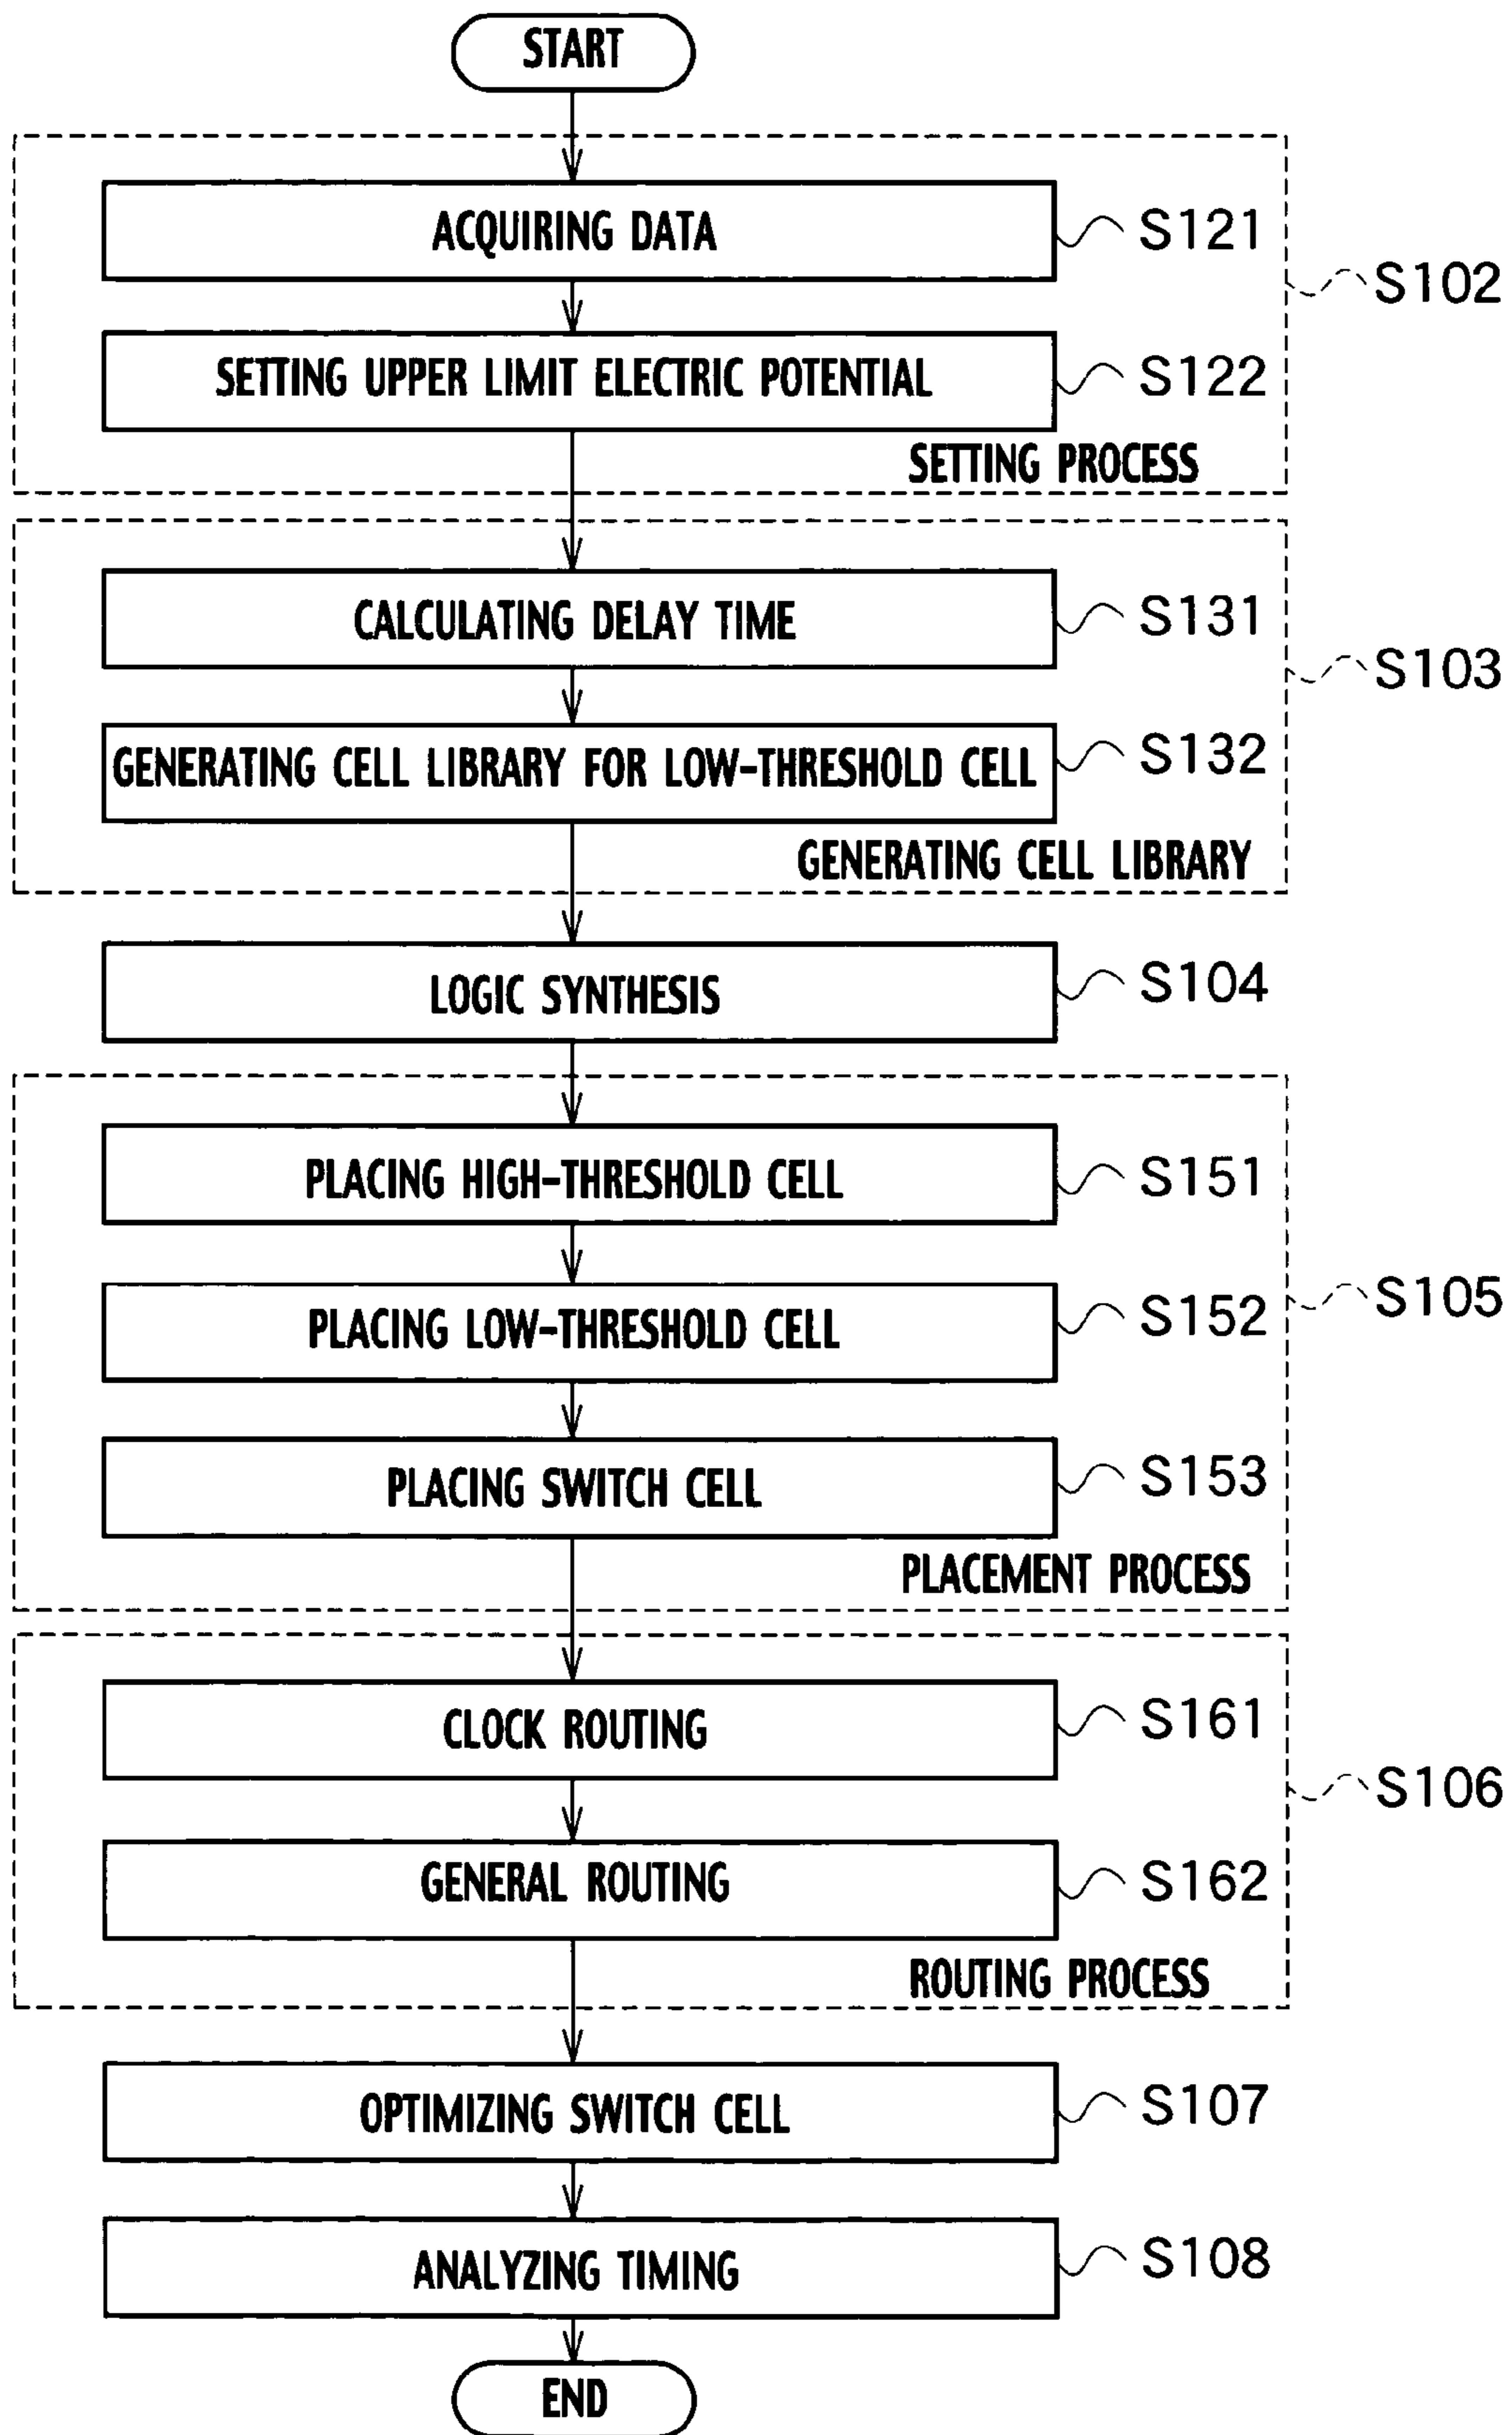 START
ACQUIRING DATA
S121
S102
SETTING UPPER LIMIT ELECTRIC POTENTIAL
S122
SETTING PROCESS
CALCULATING DELAY TIME
S131
S103
GENERATING CELL LIBRARY FOR LOW-THRESHOLD CELL
S132
GENERATING CELL LIBRARY
LOGIC SYNTHESIS
S104
PLACING HIGH-THRESHOLD CELL
S151
PLACING LOW-THRESHOLD CELL
S152
S105
PLACING SWITCH CELL
S153
PLACEMENT PROCESS
CLOCK ROUTING
S161
S106
GENERAL ROUTING
S162
ROUTING PROCESS
OPTIMIZING SWITCH CELL
S107
ANALYZING TIMING
S108
END